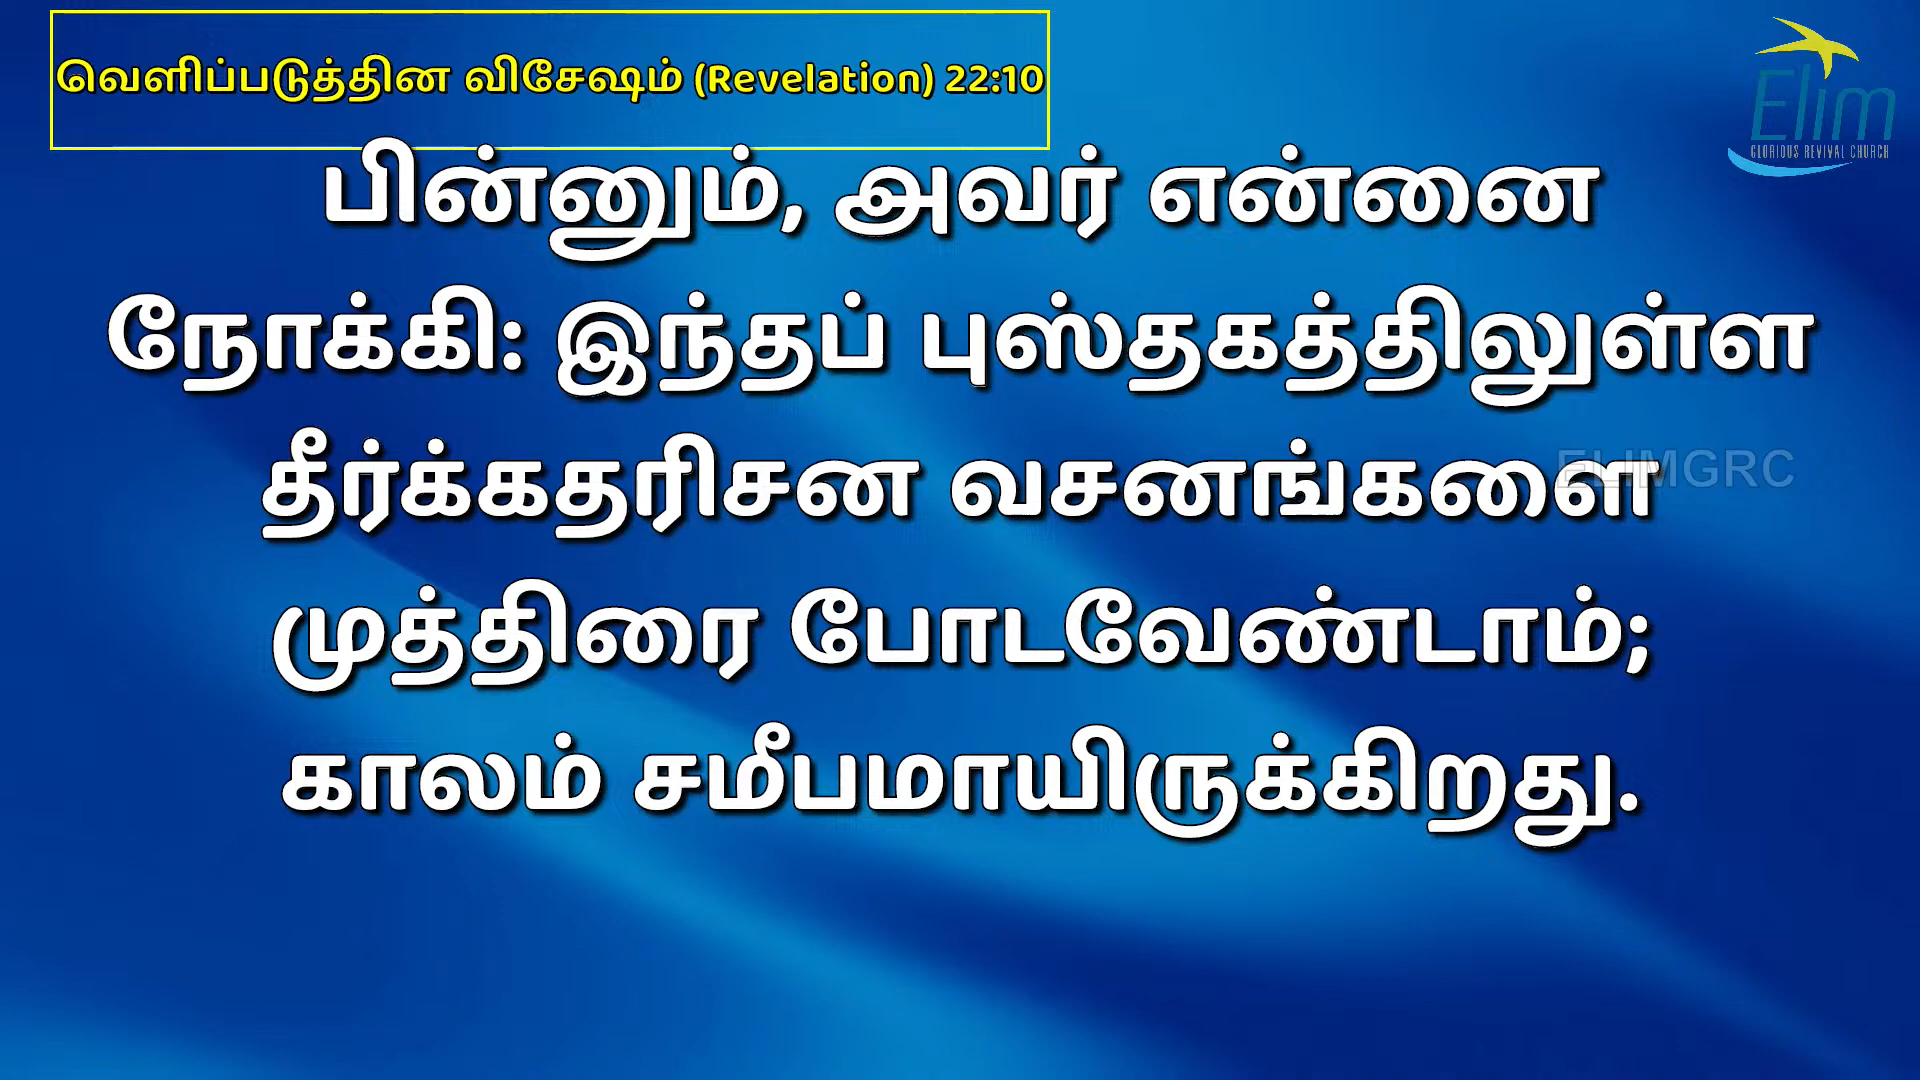 வெளிப்படுத்தின விசேஷம் (Revelation) 22:10
Elim
GLORIOUS REVIVAL CHURCH
பின்னும், அவர் என்னை
நோக்கி: இந்தப் புஸ்தகத்திலுள்ள
தீர்க்கதரிசன வசனங்களை
ELIMGRC
முத்திரை போடவேண்டாம்;
காலம் சமீபமாயிருக்கிறது.